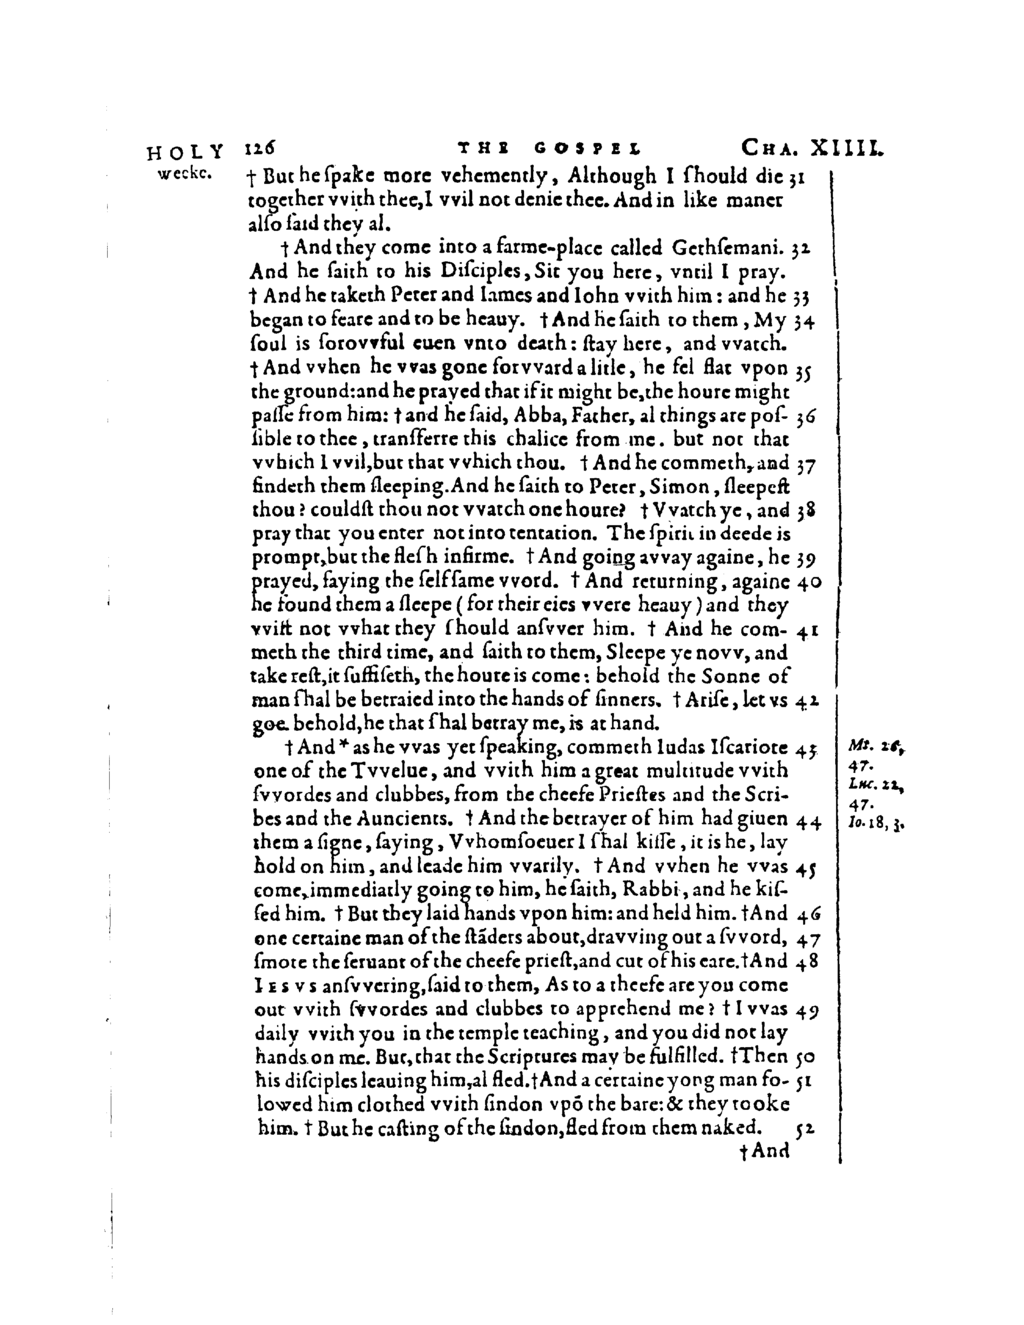 HOLY 126 THE GOSPEL CHA. XIIII.
weeke. † But he ſpake more vehemently, Although I ſhould die 31
together vvith thee, I vvil not denie thee. And in like maner
alſo ſaid they al.
† And they come into a farme-place called Gethſemani. 32
And he ſaith to his Diſciples, Sit you here, vntil I pray.
† And he taketh Peter and Iames and Iohn vvith him: and he 33
began to feare and to be heauy. † And he ſaith to them, My 34
ſoul is ſorovvful euen vnto death: ſtay here, and vvatch.
† And vvhen he vvas gone forvvard a litle, he fel flat vpon 35
the ground: and he prayed that if it might be, the houre might
paſſe from him: † and he ſaid, Abba, Father, al things are poſ- 36
ſible to thee, tranſferre this chalice from me. but not that
vvhich I vvil, but that vvhich thou. † And he commeth, and 37
findeth them ſleeping. And he ſaith to Peter, Simon, ſleepeſt
thou? couldſt thou not vvatch one houre? † Vvatch ye, and 38
pray that you enter not into tentation. The ſpirit in deede is
prompt, but the fleſh infirme. † And going avvay againe, he 39
prayed, ſaying the ſelf ſame vvord. † And returning, againe 40
he found them a ſleepe (for their eies vvere heauy) and they
vviſt not vvhat they ſhould anſvver him. † And he com- 41
meth the third time, and ſaith to them, Sleepe ye novv, and
take reſt, it ſuffiſeth, the houre is come: behold the Sonne of
man ſhal be betraied into the hands of ſinners. † Ariſe, let vs 42
goe. behold, he that ſhal betray me, is at hand.
† And * as he vvas yet ſpeaking, commeth Iudas Iſcariote 43 Mt. 26,
one of the Tvvelue, and vvith him a great multitude vvith 47.
ſvvordes and clubbes, from the cheefe Prieſtes and the Scri- Luc. 22,
bes and the Auncients. † And the betrayer of him had giuen 44 47.
them a ſigne, ſaying, Vvhomſoeuer I ſhal kiſſe, it is he, lay Io. 18, 3.
hold on him, and leade him vvarily. † And vvhen he vvas 45
come, immediatly going to him, he ſaith, Rabbi, and he kiſ-
ſed him. † But they laid hands vpon him: and held him. †And 46
one certaine man of the ſtāders about, dravving out a ſvvord, 47
ſmote the ſeruant of the cheefe prieſt, and cut of his eare. †And 48
IESVS anſvvering, ſaid to them, As to a theefe are you come
out vvith ſvvordes and clubbes to apprehend me? † I vvas 49
daily vvith you in the temple teaching, and you did not lay
hands on me. But, that the Scriptures may be fulfilled. †Then 50
his diſciples leauing him, al fled. †And a certaine yong man fo- 51
lowed him clothed vvith ſindon vpō the bare: & they tooke
him. † But he caſting of the ſindon, fled from them naked. 52
†And